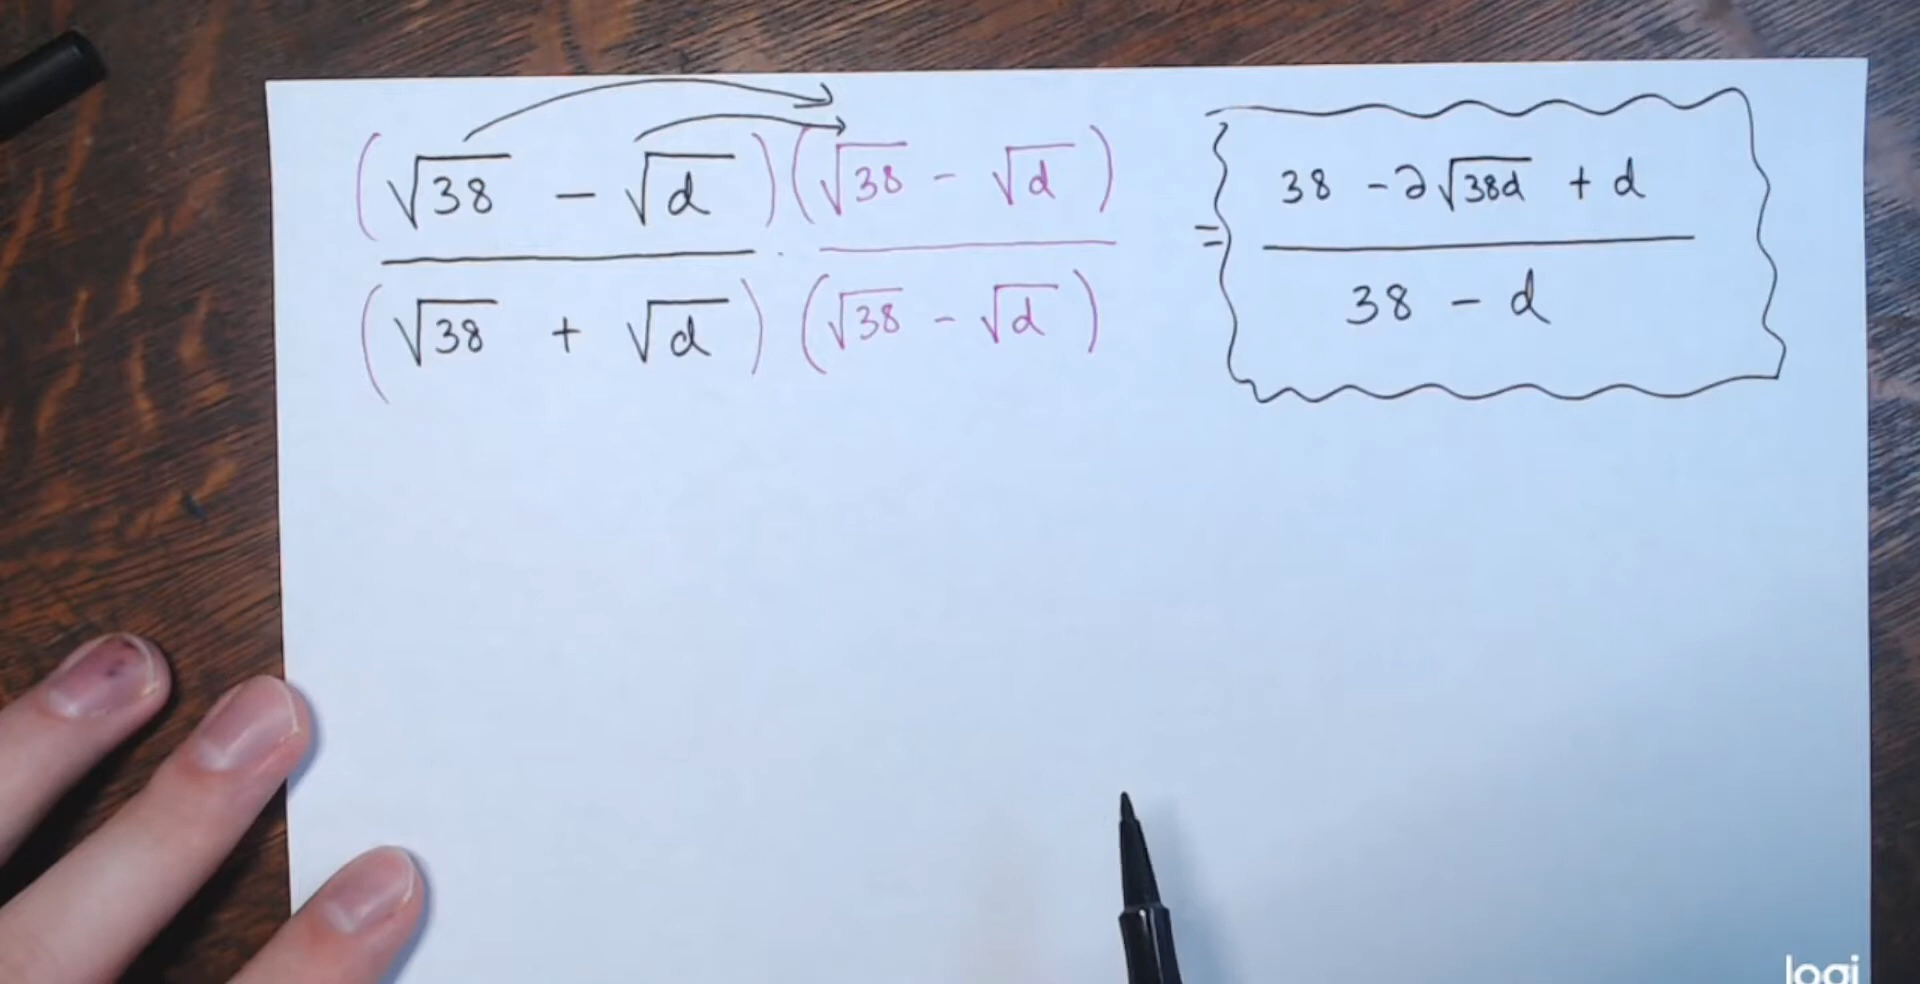 (√38 - √d)(√38 - √d) / (√38 + √d) · (√38 - √d) = 38 - 2√38d + d / 38 - d
logi